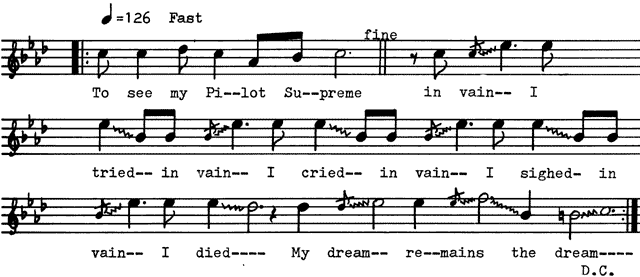 ♩=126 Fast
fine
To see my Pi--lot Su--preme in vain-- I
tried-- in vain-- I cried-- in vain-- I sighed- in
vain-- I died---- My dream-- re--mains the dream----
D.C.